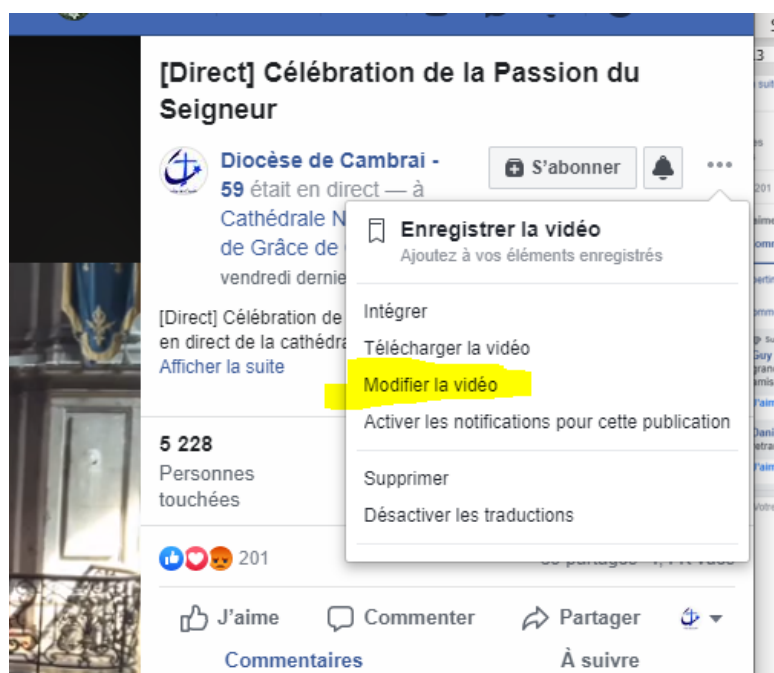 [Direct] Célébration de la Passion du
Seigneur
Diocèse de Cambrai -
59 était en direct — à
Cathédrale N
de Grâce de
vendredi dernie
S'abonner
Enregistrer la vidéo
Ajoutez à vos éléments enregistrés
Intégrer
Télécharger la vidéo
Modifier la vidéo
Activer les notifications pour cette publication
Supprimer
Désactiver les traductions
[Direct] Célébration de
en direct de la cathédra
Afficher la suite
5 228
Personnes
touchées
201
J'aime
Commenter
Partager
Commentaires
À suivre